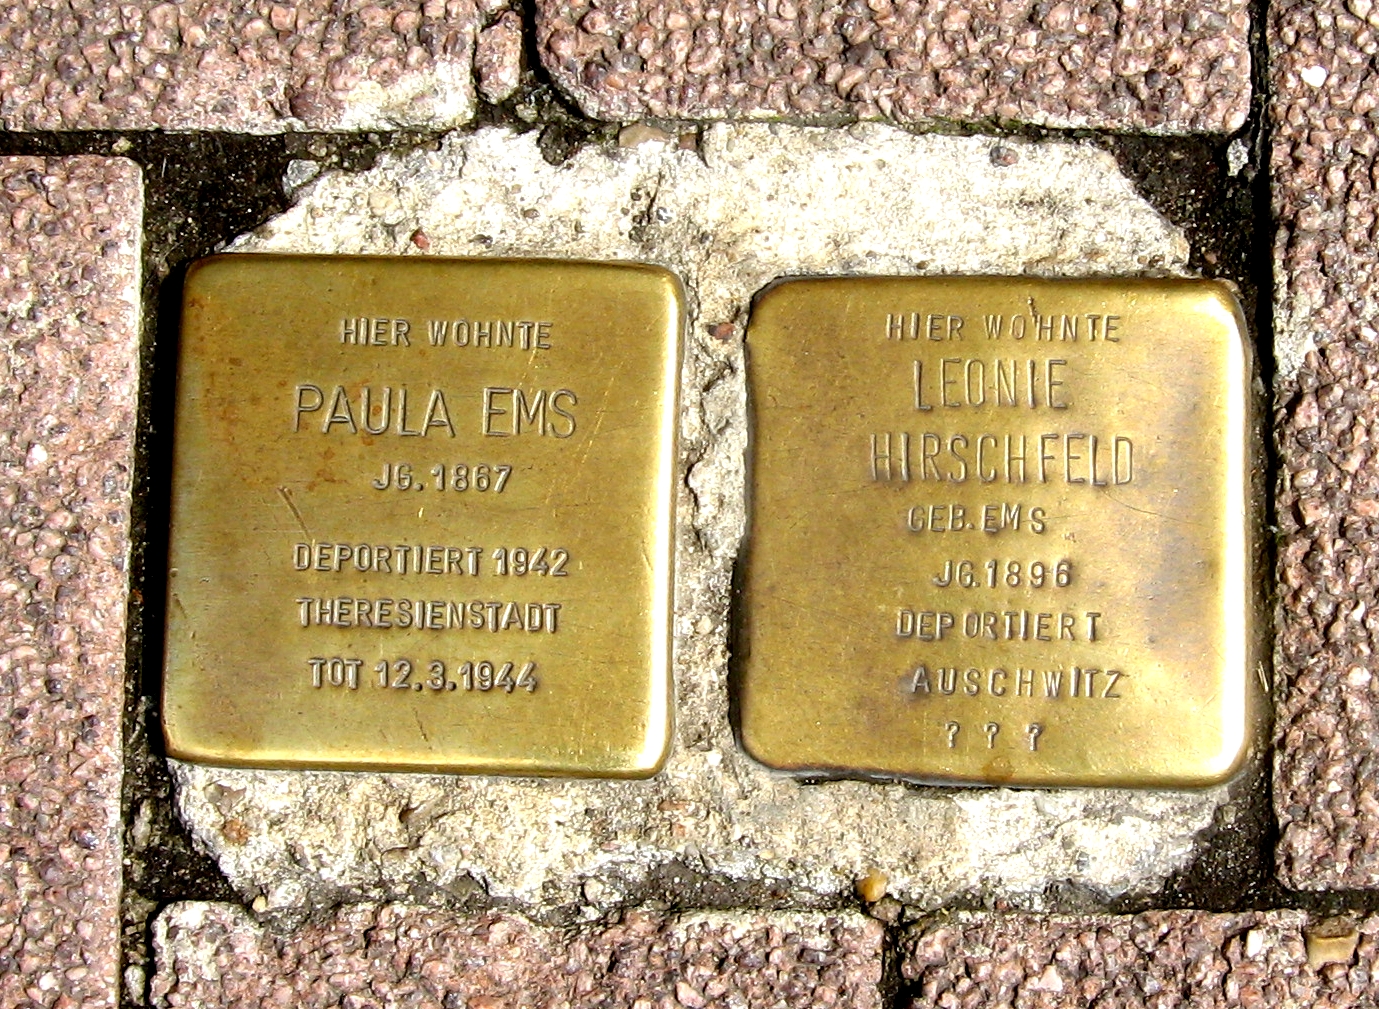 HIER WOHNTE
PAULA EMS
JG.1867
DEPORTIERT 1942
THERESIENSTADT
TOT 12.3.1944
HIER WOHNTE
LEONIE
HIRSCHFELD
GEB.EMS
JG.1896
DEPORTIERT
AUSCHWITZ
? ? ?